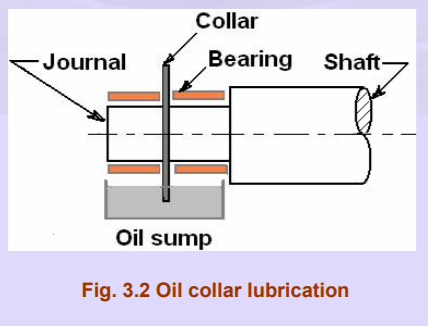 Collar
Journal
Bearing
Shaft
Oil sump
Fig. 3.2 Oil collar lubrication